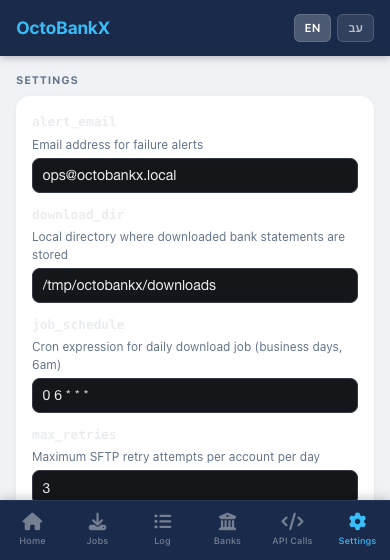 OctoBankX
EN
עב
SETTINGS
alert_email
Email address for failure alerts
ops@octobankx.local
download_dir
Local directory where downloaded bank statements are
stored
/tmp/octobankx/downloads
job_schedule
Cron expression for daily download job (business days,
6am)
0 6 * * *
max_retries
Maximum SFTP retry attempts per account per day
3
Home
Jobs
Log
Banks
API Calls
Settings